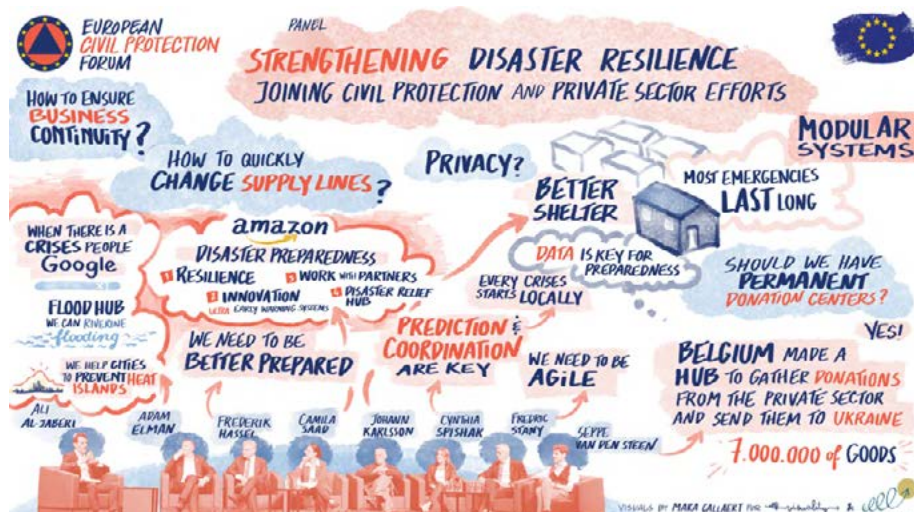 EUROPEAN
CIVIL PROTECTION
FORUM
PANEL
STRENGTHENING DISASTER RESILIENCE
JOINING CIVIL PROTECTION AND PRIVATE SECTOR EFFORTS
HOW TO ENSURE
BUSINESS
CONTINUITY?
HOW TO QUICKLY
CHANGE SUPPLY LINES?
PRIVACY?
BETTER
SHELTER
MOST EMERGENCIES
LAST LONG
MODULAR
SYSTEMS
WHEN THERE IS A
CRISES PEOPLE
Google
FLOOD HUB
WE CAN RIVERINE
flooding
WE HELP CITIES
TO PREVENT HEAT
ISLANDS
amazon
DISASTER PREPAREDNESS
1 RESILIENCE
2 INNOVATION
EARLY WARNING SYSTEMS
3 WORK WITH PARTNERS
4 DISASTER RELIEF
HUB
DATA IS KEY FOR
PREPAREDNESS
EVERY CRISES
STARTS LOCALLY
SHOULD WE HAVE
PERMANENT
DONATION CENTERS?
YES!
WE NEED TO BE
BETTER PREPARED
PREDICTION &
COORDINATION
ARE KEY
WE NEED TO BE
AGILE
BELGIUM MADE A
HUB TO GATHER DONATIONS
FROM THE PRIVATE SECTOR
AND SEND THEM TO UKRAINE
7.000.000 of GOODS
ALI
AL-JABERI
ADAM
ELMAN
FREDERIK
HASSEL
CAMILA
SAAD
JOHANN
KARLSSON
CYNTHIA
SPISHAK
FREDRIC
STANY
SEPPE
VAN DEN STEEN
VISUALS BY MARA CALLAERT FOR